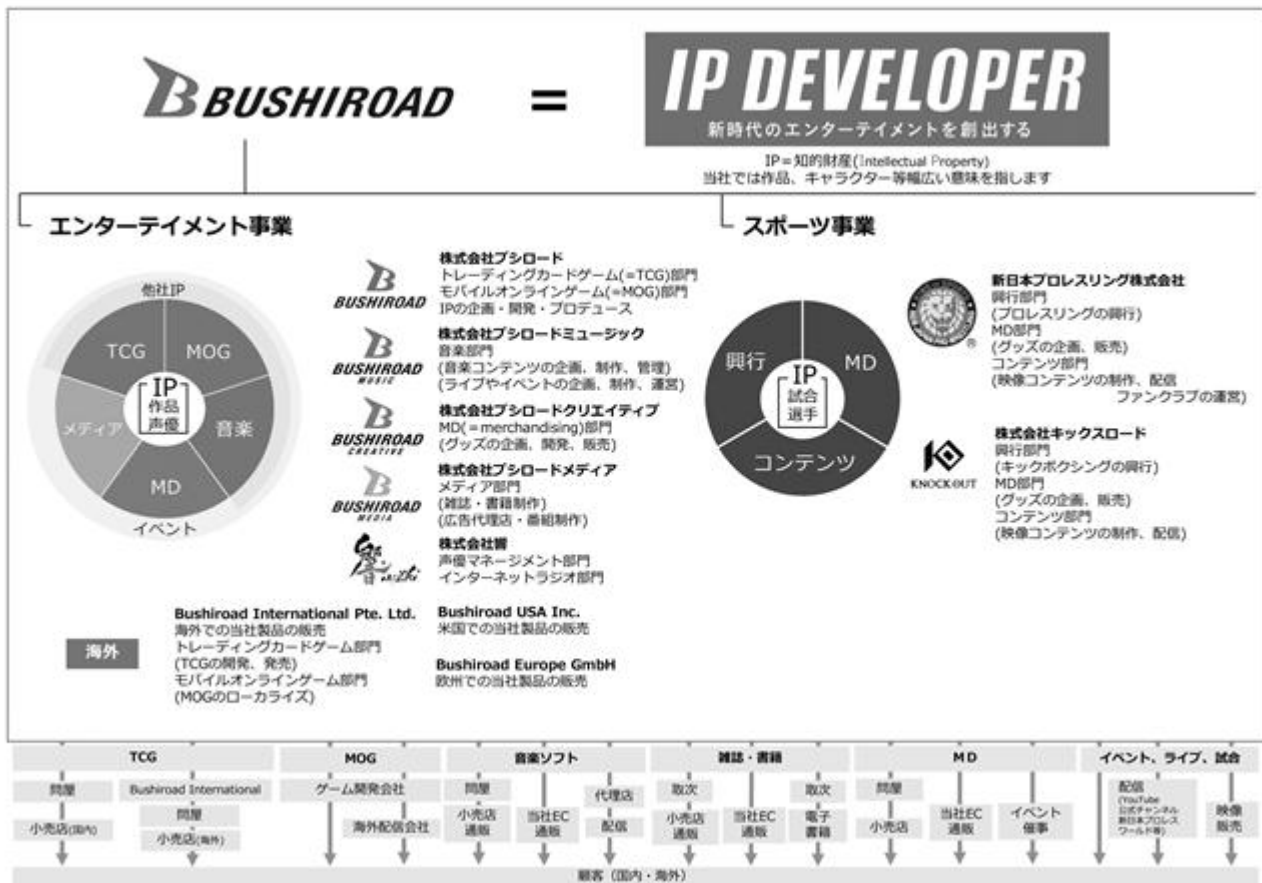 BUSHIROAD
=
IP DEVELOPER
新時代のエンターテイメントを創出する
IP=知的財産(Intellectual Property)
当社では作品、キャラクター等幅広い意味を指します
エンターテイメント事業
他社IP
TCG
MOG
メディア
IP
作品
声優
音楽
MD
イベント
BUSHIROAD
株式会社ブシロード
トレーディングカードゲーム(=TCG)部門
モバイルオンラインゲーム(=MOG)部門
IPの企画・開発・プロデュース
BUSHIROAD
MUSIC
株式会社ブシロードミュージック
音楽部門
(音楽コンテンツの企画、制作、管理)
(ライブやイベントの企画、制作、運営)
BUSHIROAD
CREATIVE
株式会社ブシロードクリエイティブ
MD(=merchandising)部門
(グッズの企画、開発、販売)
BUSHIROAD
MEDIA
株式会社ブシロードメディア
メディア部門
(雑誌・書籍制作)
(広告代理店・番組制作)
響
株式会社響
声優マネージメント部門
インターネットラジオ部門
海外
Bushiroad International Pte. Ltd.
海外での当社製品の販売
トレーディングカードゲーム部門
(TCGの開発、発売)
モバイルオンラインゲーム部門
(MOGのローカライズ)
Bushiroad USA Inc.
米国での当社製品の販売
Bushiroad Europe GmbH
欧州での当社製品の販売
スポーツ事業
興行
MD
IP
試合
選手
コンテンツ
®
新日本プロレスリング株式会社
興行部門
(プロレスリングの興行)
MD部門
(グッズの企画、販売)
コンテンツ部門
(映像コンテンツの制作、配信
ファンクラブの運営)
KNOCK OUT
株式会社キックスロード
興行部門
(キックボクシングの興行)
MD部門
(グッズの企画、販売)
コンテンツ部門
(映像コンテンツの制作、配信)
TCG
問屋
小売店(国内)
Bushiroad International
問屋
小売店(海外)
MOG
ゲーム開発会社
海外配信会社
音楽ソフト
問屋
小売店
通販
当社EC
通販
代理店
配信
雑誌・書籍
取次
小売店
通販
当社EC
通販
取次
電子
書籍
MD
問屋
小売店
当社EC
通販
イベント
催事
イベント、ライブ、試合
配信
(YouTube
公式チャンネル
新日本プロレス
ワールド等)
映像
販売
顧客（国内・海外）